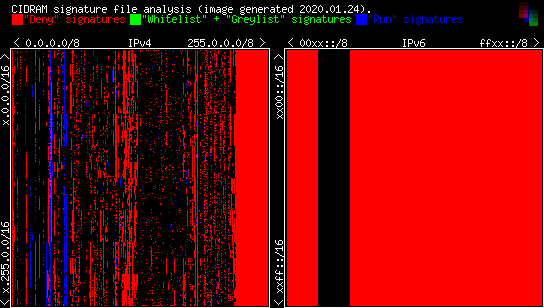 CIDRAM signature file analysis (image generated 2020.01.24).
"Deny" signatures "Whitelist" + "Greylist" signatures "Run" signatures
< 0.0.0.0/8 IPv4 255.0.0.0/8 > < 00xx::/8 IPv6 ffxx::/8 >
x.0.0.0/16 >
< x.255.0.0/16
xx00::/16 >
< xxff::/16